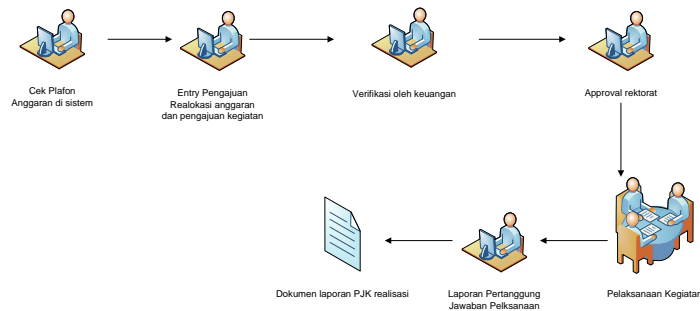 Cek Plafon
Anggaran di sistem
Entry Pengajuan
Realokasi anggaran
dan pengajuan kegiatan
Verifikasi oleh keuangan
Approval rektorat
Dokumen laporan PJK realisasi
Laporan Pertanggung
Jawaban Pelksanaan
Pelaksanaan Kegiatan